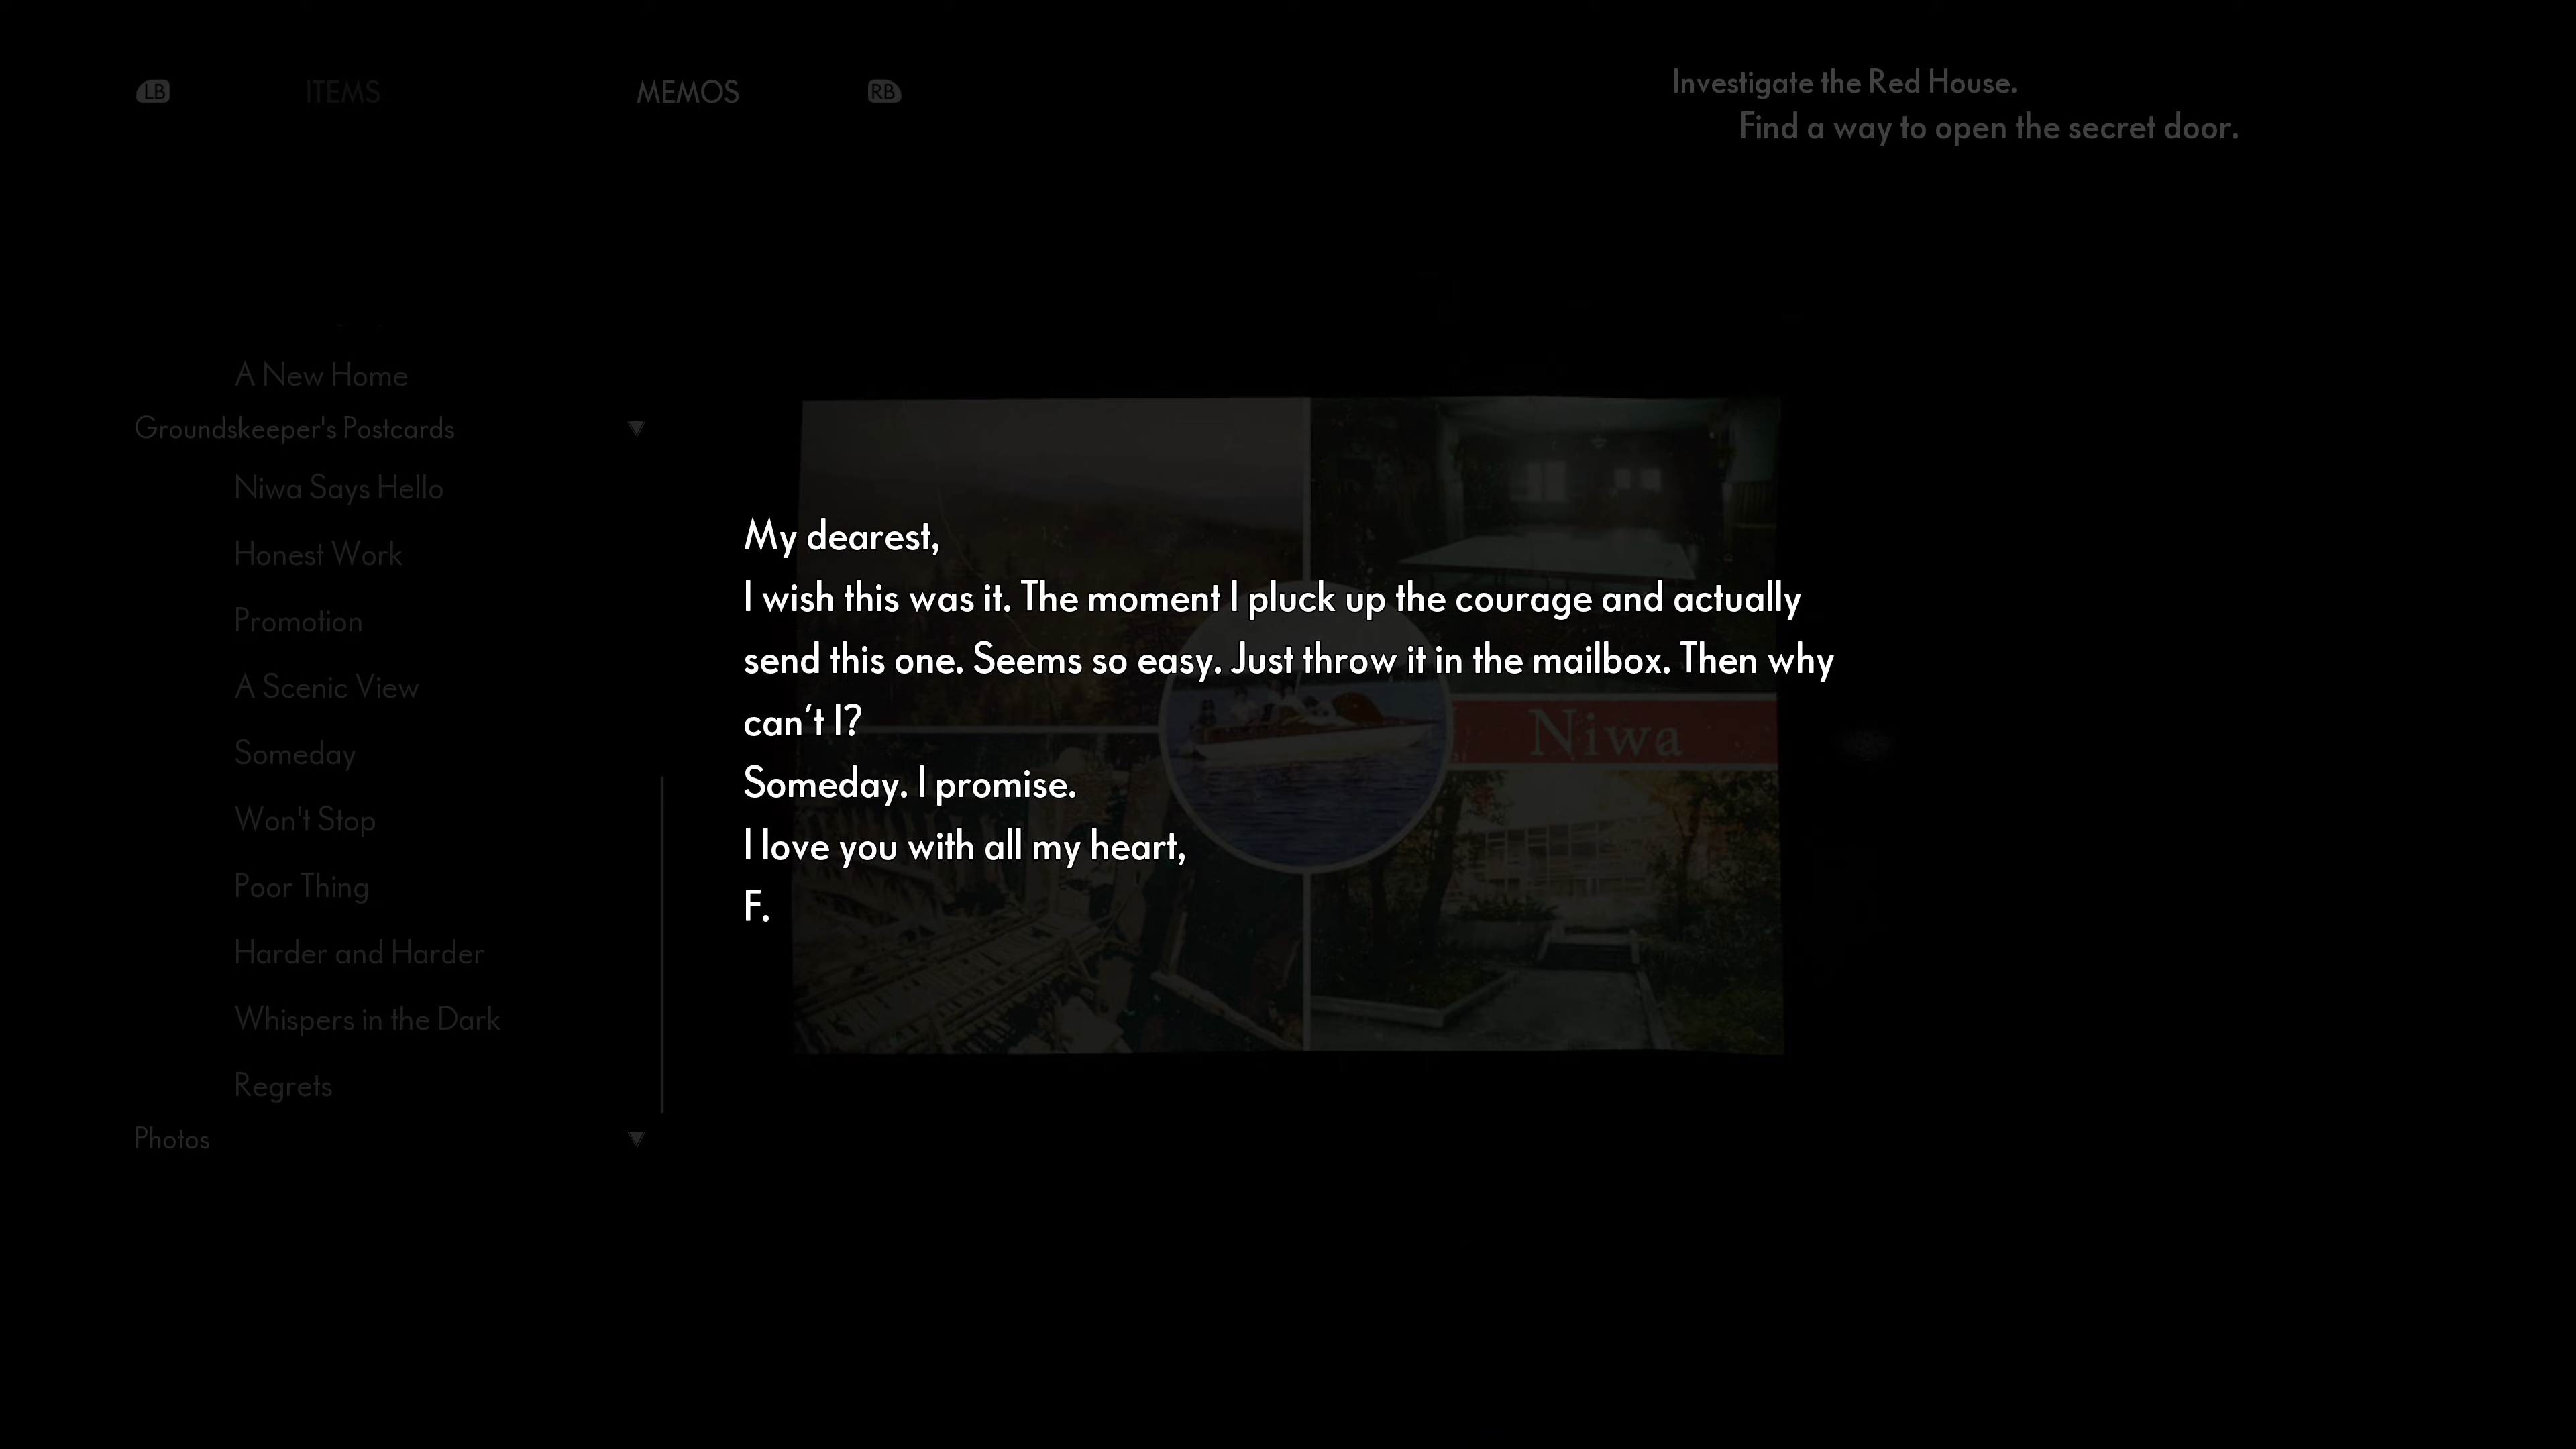 LB
ITEMS
MEMOS
RB
Investigate the Red House.
Find a way to open the secret door.
A New Home
Groundskeeper's Postcards
Niwa Says Hello
Honest Work
Promotion
A Scenic View
Someday
Won't Stop
Poor Thing
Harder and Harder
Whispers in the Dark
Regrets
Photos
My dearest,
I wish this was it. The moment I pluck up the courage and actually
send this one. Seems so easy. Just throw it in the mailbox. Then why
can't I?
Someday. I promise.
I love you with all my heart,
F.
Niwa